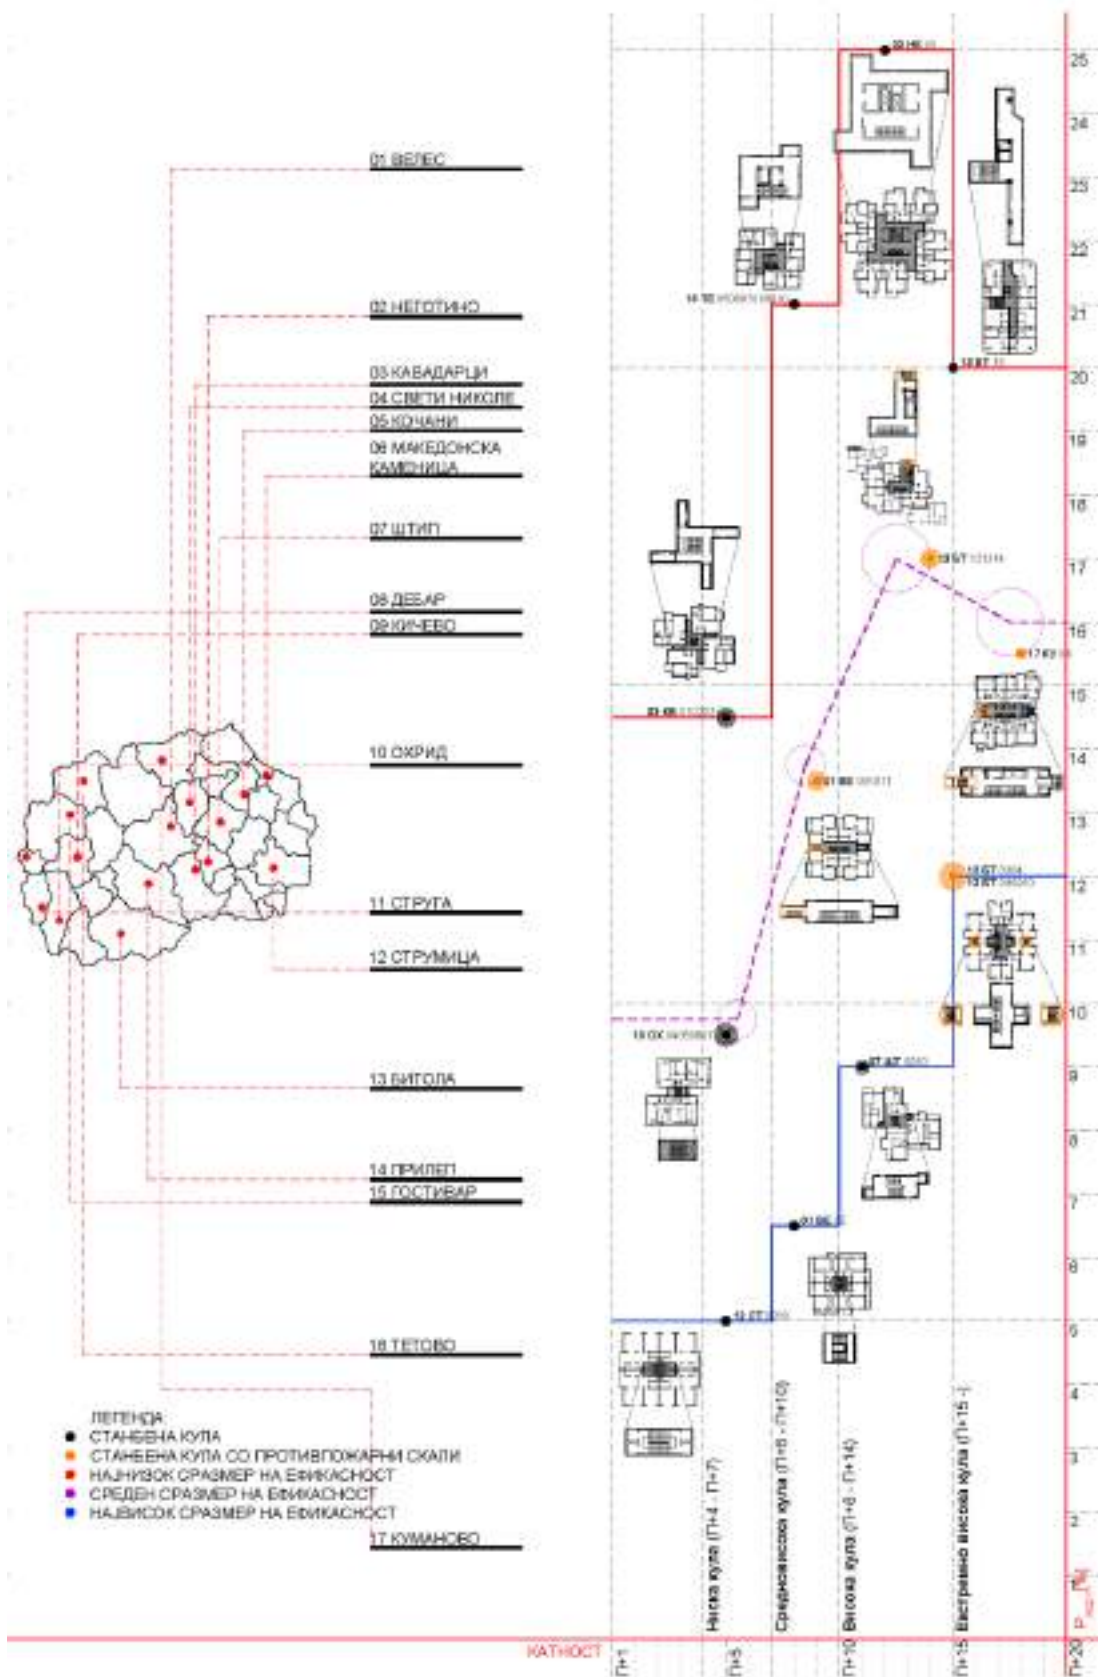 01 ВЕЛЕС
02 НЕГОТИНО
03 КАВАДАРЦИ
04 СВЕТИ НИКОЛЕ
05 КОЧАНИ
06 МАКЕДОНСКА
КАМЕНИЦА
07 ШТИП
08 ДЕБАР
09 КИЧЕВО
10 ОХРИД
11 СТРУГА
12 СТРУМИЦА
13 БИТОЛА
14 ПРИЛЕП
15 ГОСТИВАР
16 ТЕТОВО
17 КУМАНОВО
ЛЕГЕНДА
СТАНБЕНА КУЛА
СТАНБЕНА КУЛА СО ПРОТИВПОЖАРНИ СКАЛИ
НАЈНИЗОК СРАЗМЕР НА ЕФИКАСНОСТ
СРЕДЕН СРАЗМЕР НА ЕФИКАСНОСТ
НАЈВИСОК СРАЗМЕР НА ЕФИКАСНОСТ
25
24
23
22
21
20
19
18
17
16
15
14
13
12
11
10
9
8
7
6
5
4
3
2
1
Ниска кула (П+4 - П+7)
Средновисока кула (П+8 - П+10)
Висока кула (П+8 - П+14)
Екстремно висока кула (П+15 -)
КАТНОСТ
П+1
П+5
П+10
П+15
П+20